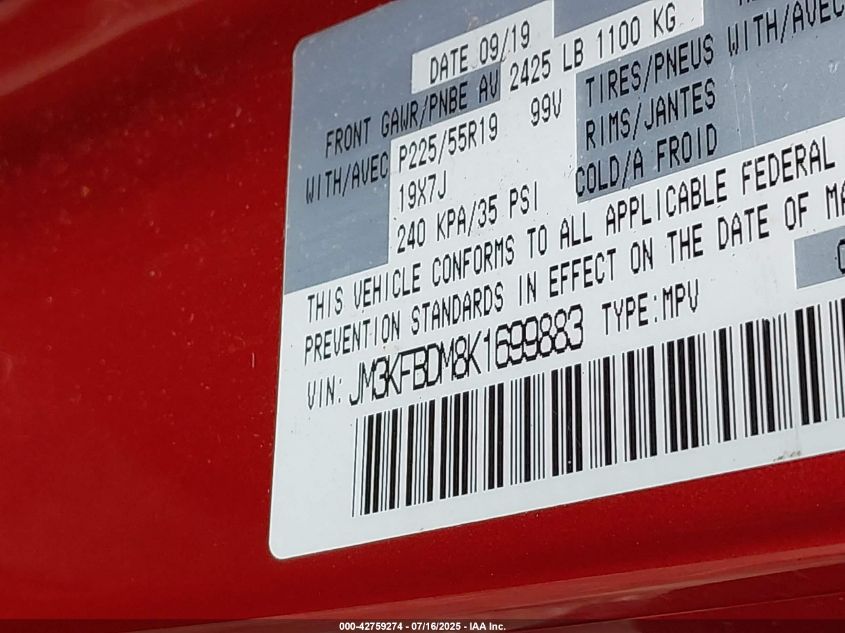 DATE 09/19
FRONT GAWR/PNBE AV 2425 LB 1100 KG
WITH/AVEC P225/55R19 99V TIRES/PNEUS WITH/AVEC
19X7J RIMS/JANTES
240 KPA/35 PSI COLD/A FROID
THIS VEHICLE CONFORMS TO ALL APPLICABLE FEDERAL
PREVENTION STANDARDS IN EFFECT ON THE DATE OF MA
VIN: JM3KFBDM8K1699883 TYPE:MPV
000-42759274 - 07/16/2025 - IAA Inc.